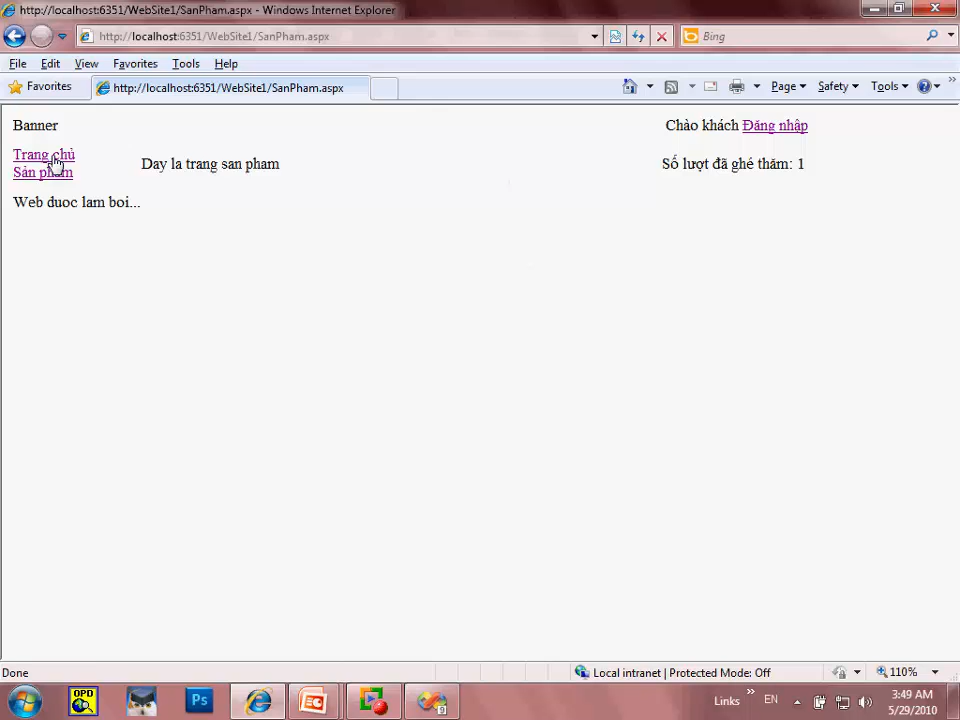 http://localhost:6351/WebSite1/SanPham.aspx - Windows Internet Explorer
http://localhost:6351/WebSite1/SanPham.aspx
Bing
File Edit View Favorites Tools Help
Favorites http://localhost:6351/WebSite1/SanPham.aspx Page Safety Tools
Banner Chào khách Đăng nhập
Trang chủ
Sản phẩm
Day la trang san pham Số lượt đã ghé thăm: 1
Web duoc lam boi...
Done Local intranet | Protected Mode: Off 110%
OPD Ps 9 Links EN 3:49 AM
5/29/2010